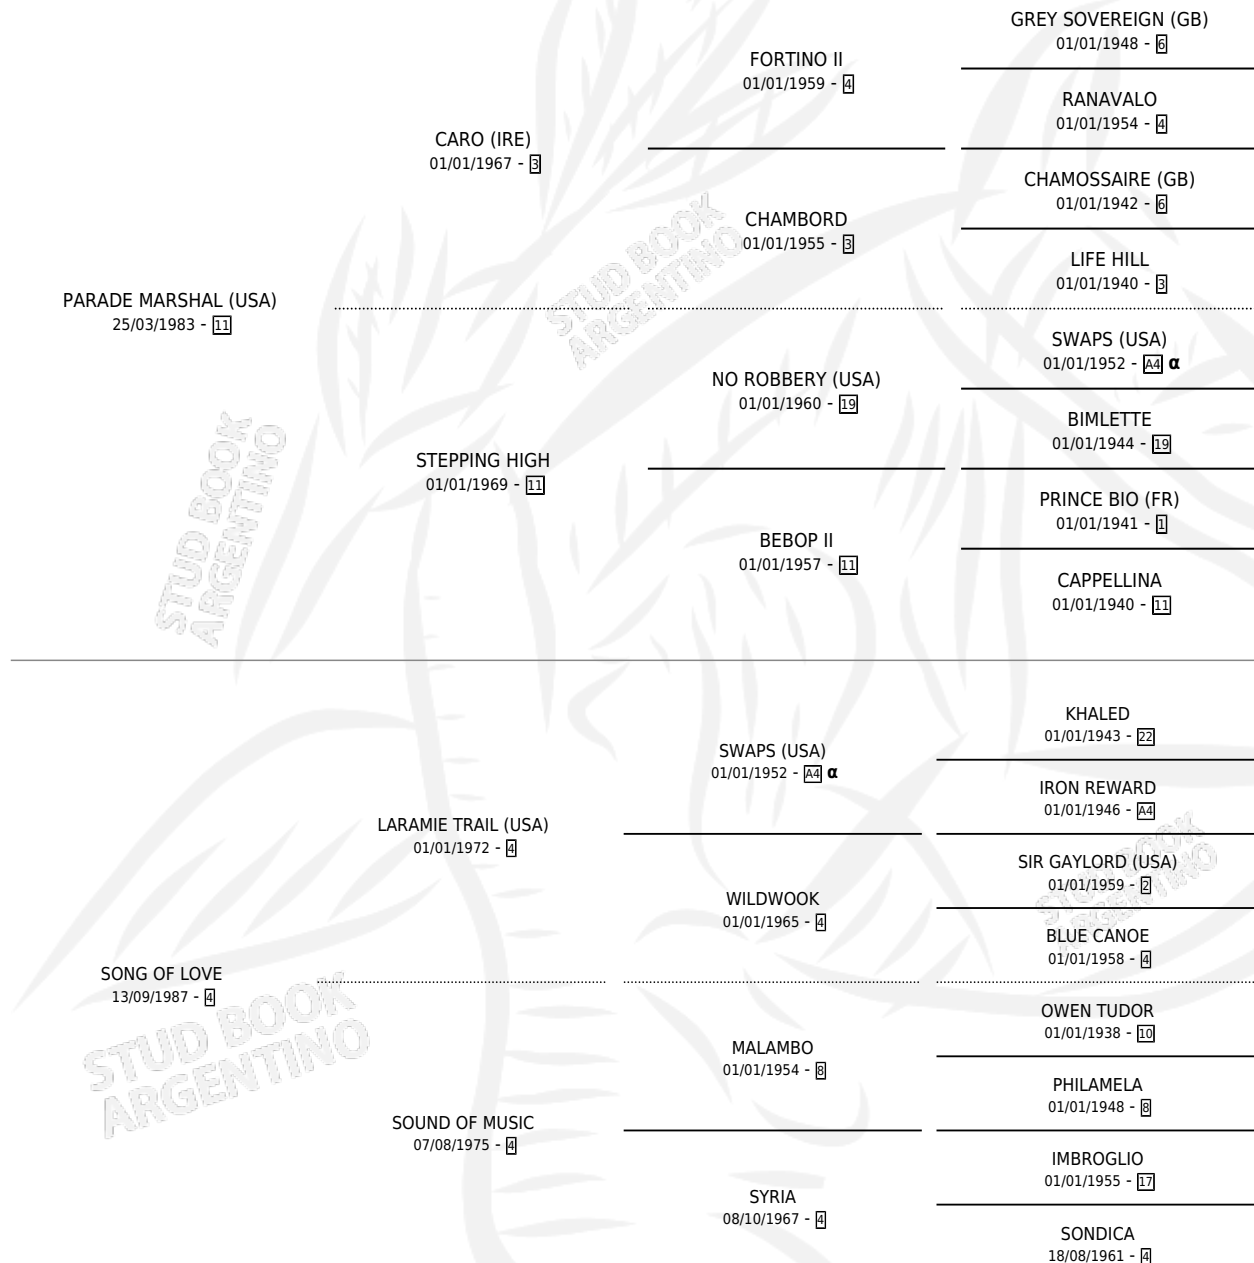 GREY SOVEREIGN (GB)
01/01/1948 - 6
FORTINO II
01/01/1959 - 4
RANAVALO
01/01/1954 - 4
CARO (IRE)
01/01/1967 - 3
CHAMOSSAIRE (GB)
01/01/1942 - 6
CHAMBORD
01/01/1955 - 3
LIFE HILL
01/01/1940 - 3
PARADE MARSHAL (USA)
25/03/1983 - 11
SWAPS (USA)
01/01/1952 - A4 α
NO ROBBERY (USA)
01/01/1960 - 19
BIMLETTE
01/01/1944 - 19
STEPPING HIGH
01/01/1969 - 11
PRINCE BIO (FR)
01/01/1941 - 1
BEBOP II
01/01/1957 - 11
CAPPELLINA
01/01/1940 - 11
KHALED
01/01/1943 - 22
SWAPS (USA)
01/01/1952 - A4 α
IRON REWARD
01/01/1946 - A4
LARAMIE TRAIL (USA)
01/01/1972 - 4
SIR GAYLORD (USA)
01/01/1959 - 2
WILDWOOK
01/01/1965 - 4
BLUE CANOE
01/01/1958 - 4
SONG OF LOVE
13/09/1987 - 4
OWEN TUDOR
01/01/1938 - 10
MALAMBO
01/01/1954 - 8
PHILAMELA
01/01/1948 - 8
SOUND OF MUSIC
07/08/1975 - 4
IMBROGLIO
01/01/1955 - 17
SYRIA
08/10/1967 - 4
SONDICA
18/08/1961 - 4
STUD BOOK
ARGENTINO
STUD BOOK
ARGENTINO
STUD BOOK
ARGENTINO
STUD BOOK
ARGENTINO